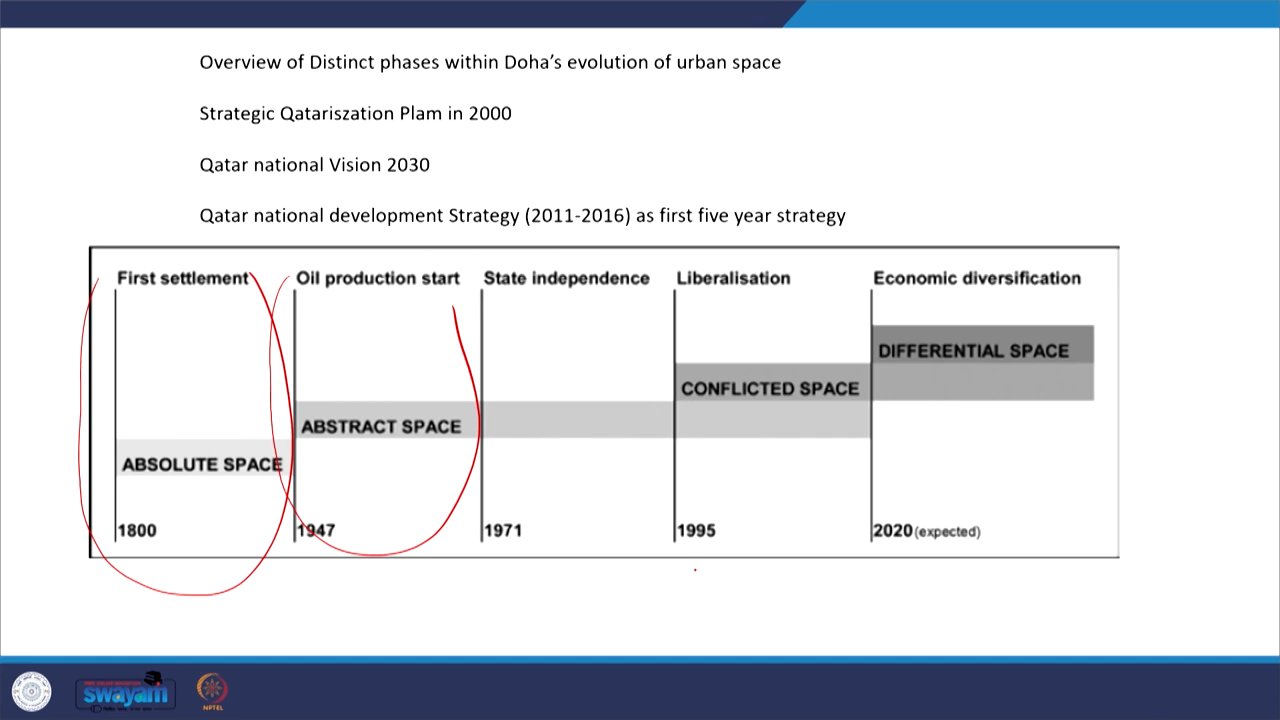 Overview of Distinct phases within Doha’s evolution of urban space
Strategic Qatariszation Plam in 2000
Qatar national Vision 2030
Qatar national development Strategy (2011-2016) as first five year strategy
First settlement Oil production start State independence Liberalisation Economic diversification
DIFFERENTIAL SPACE
CONFLICTED SPACE
ABSTRACT SPACE
ABSOLUTE SPACE
1800 1947 1971 1995 2020 (expected)
swayam NPTEL